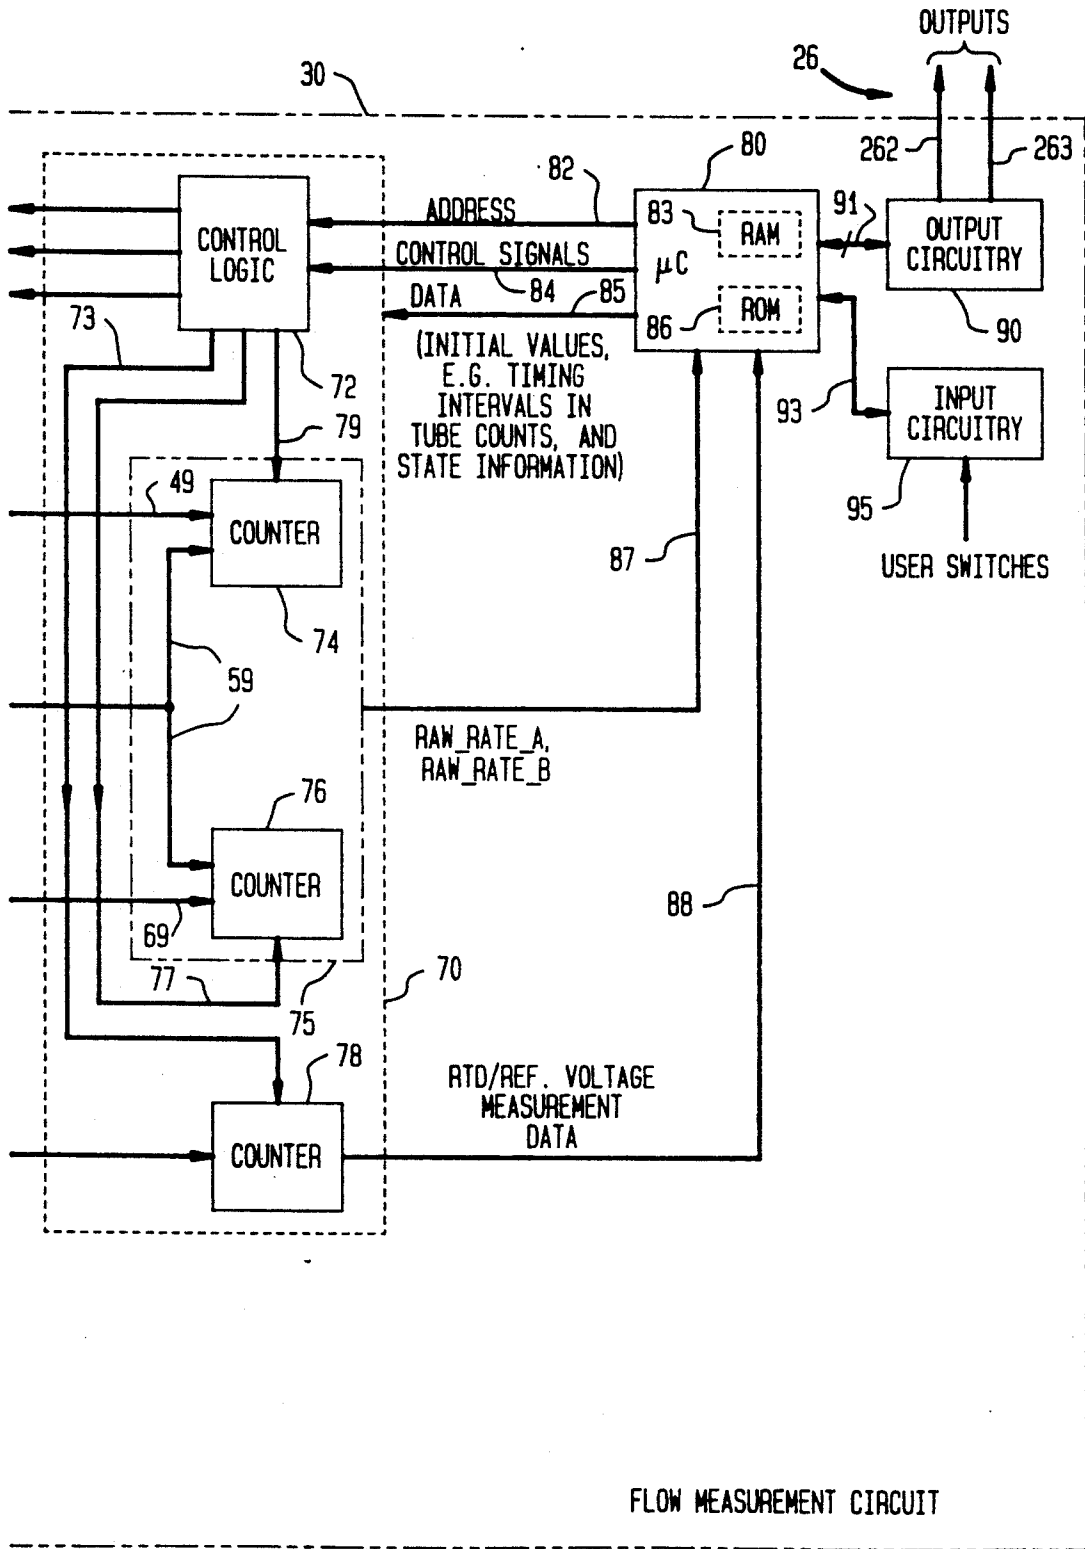 OUTPUTS
26
30
262
263
80
82
83
91
ADDRESS
RAM
CONTROL
LOGIC
OUTPUT
CIRCUITRY
CONTROL SIGNALS
μC
84
85
DATA
86
ROM
90
73
(INITIAL VALUES,
E.G. TIMING
INTERVALS IN
TUBE COUNTS, AND
STATE INFORMATION)
72
93
INPUT
CIRCUITRY
79
49
95
COUNTER
87
USER SWITCHES
74
59
RAW_RATE_A,
RAW_RATE_B
76
COUNTER
88
69
77
70
75
78
RTD/REF. VOLTAGE
MEASUREMENT
DATA
COUNTER
FLOW MEASUREMENT CIRCUIT